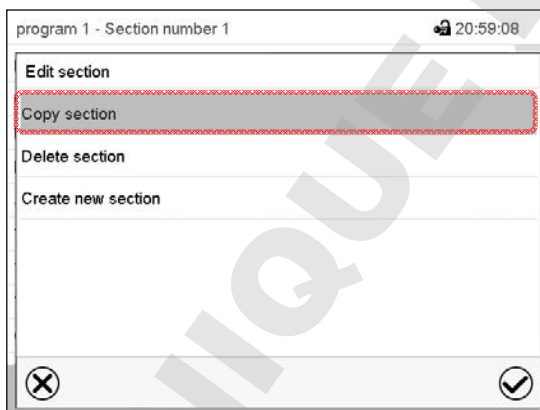 program 1 - Section number 1 20:59:08
Edit section
Copy section
Delete section
Create new section